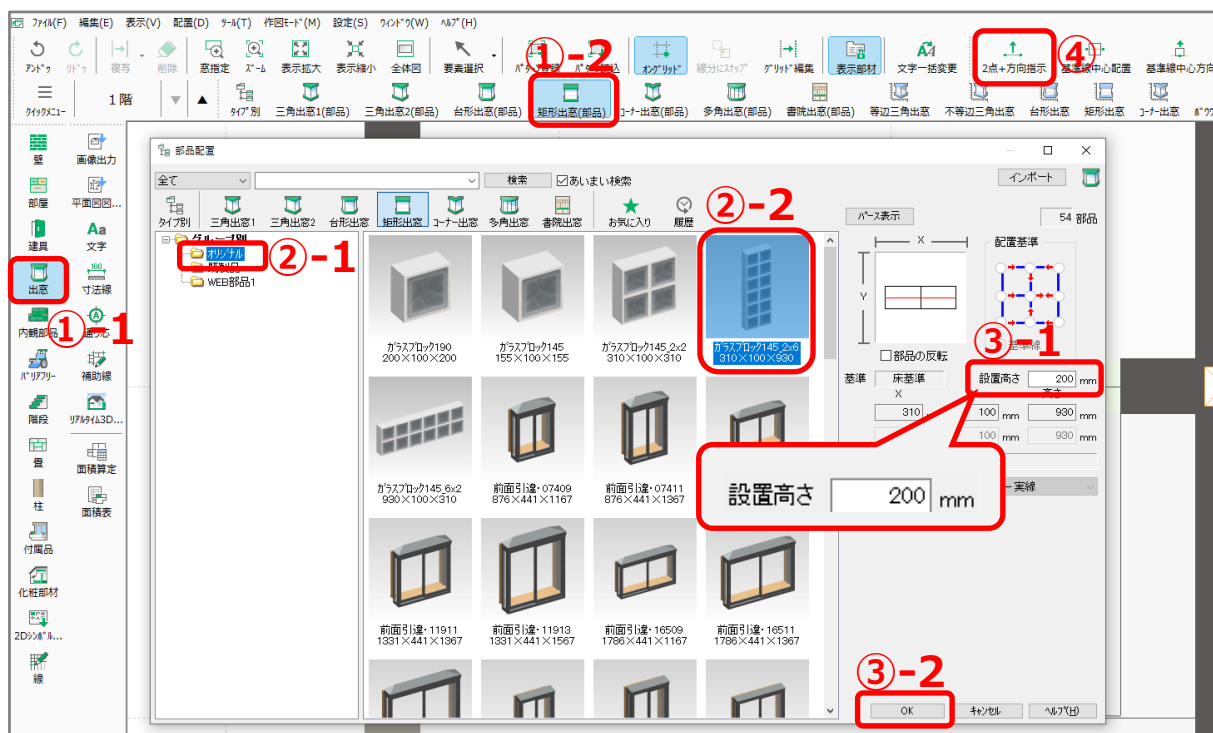 ﾌｧｲﾙ(F) 編集(E) 表示(V) 配置(D) ﾂｰﾙ(T) 作図ﾓｰﾄﾞ(M) 設定(S) ｳｨﾝﾄﾞｳ(W) ﾍﾙﾌﾟ(H)
①-2
④
ｱﾝﾄﾞｩ ﾘﾄﾞｩ 複写 削除 窓指定 ｽﾞｰﾑ 表示拡大 表示縮小 全体図 要素選択 ｵﾝｸﾞﾘｯﾄﾞ 線分にｽﾅｯﾌﾟ ｸﾞﾘｯﾄﾞ編集 表示部材 文字一括変更 2点+方向指示 基準線中心配置 基準線中心方向
ｸｲｯｸﾒﾆｭｰ 1 階 ▼ ▲ ﾀｲﾌﾟ別 三角出窓1(部品) 三角出窓2(部品) 台形出窓(部品) 矩形出窓(部品) ｺｰﾅｰ出窓(部品) 多角出窓(部品) 書院出窓(部品) 等辺三角出窓 不等辺三角出窓 台形出窓 矩形出窓 ｺｰﾅｰ出窓
壁 画像出力
部屋 平面図図...
建具 文字
出窓 寸法線
①-1
内観部品 通り芯
ﾊﾞﾘｱﾌﾘｰ 補助線
階段 ﾘｱﾙﾀｲﾑ3D...
畳 面積算定
柱 面積表
付属品
化粧部材
2Dｼﾝﾎﾞﾙ...
線
部品配置
全て 検索 ☑あいまい検索 インポート
ﾀｲﾌﾟ別 三角出窓1 三角出窓2 台形出窓 矩形出窓 ｺｰﾅｰ出窓 多角出窓 書院出窓 お気に入り 履歴
②-2
グループ別
オリジナル
②-1
既製品
WEB部品1
ｶﾞﾗｽﾌﾞﾛｯｸ190
200×100×200
ｶﾞﾗｽﾌﾞﾛｯｸ145
155×100×155
ｶﾞﾗｽﾌﾞﾛｯｸ145_2x2
310×100×310
ｶﾞﾗｽﾌﾞﾛｯｸ145_2x6
310×100×930
ｶﾞﾗｽﾌﾞﾛｯｸ145_6x2
930×100×310
前面引違・07409
876×441×1167
前面引違・07411
876×441×1367
前面引違・11911
1331×441×1367
前面引違・11913
1331×441×1567
前面引違・16509
1786×441×1167
前面引違・16511
1786×441×1367
ﾊﾟｰｽ表示 54 部品
X
Y
配置基準
基準線
③-1
部品の反転
基準 床基準 設置高さ 200 mm
X 高さ
310 100 mm 930 mm
100 mm 930 mm
設置高さ 200 mm
実線
③-2
OK ｷｬﾝｾﾙ ﾍﾙﾌﾟ(H)